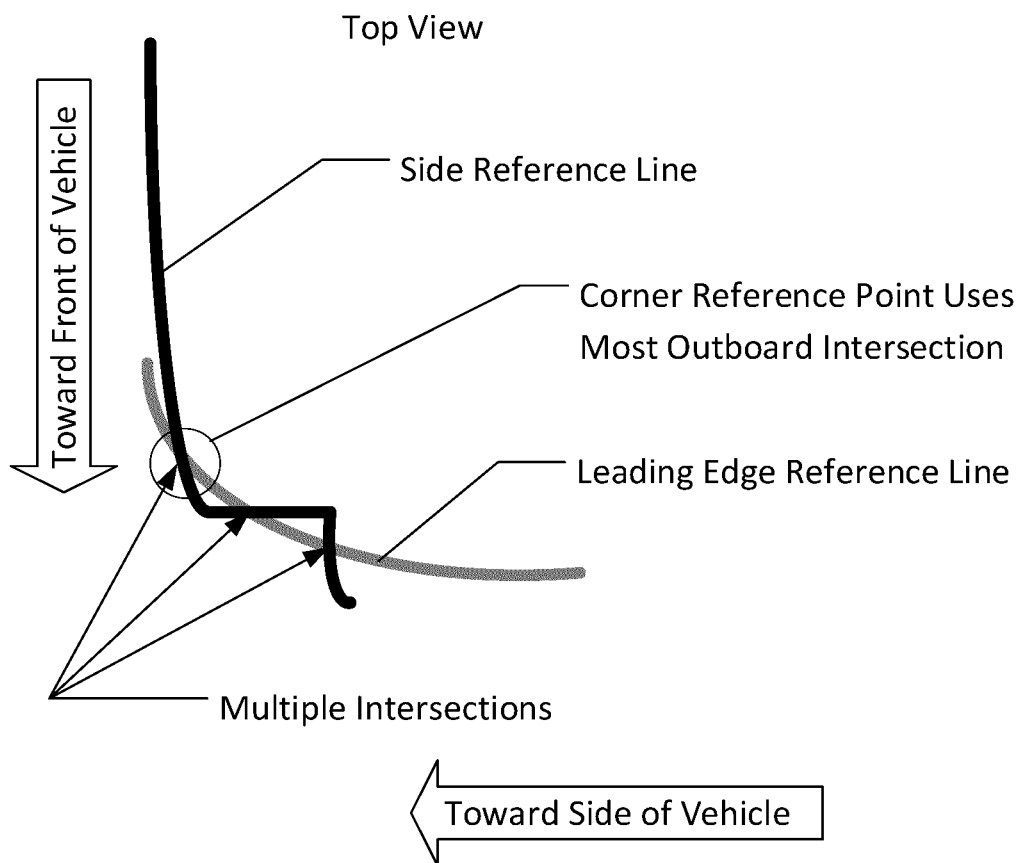 Top View
Toward Front of Vehicle
Side Reference Line
Corner Reference Point Uses
Most Outboard Intersection
Leading Edge Reference Line
Multiple Intersections
Toward Side of Vehicle